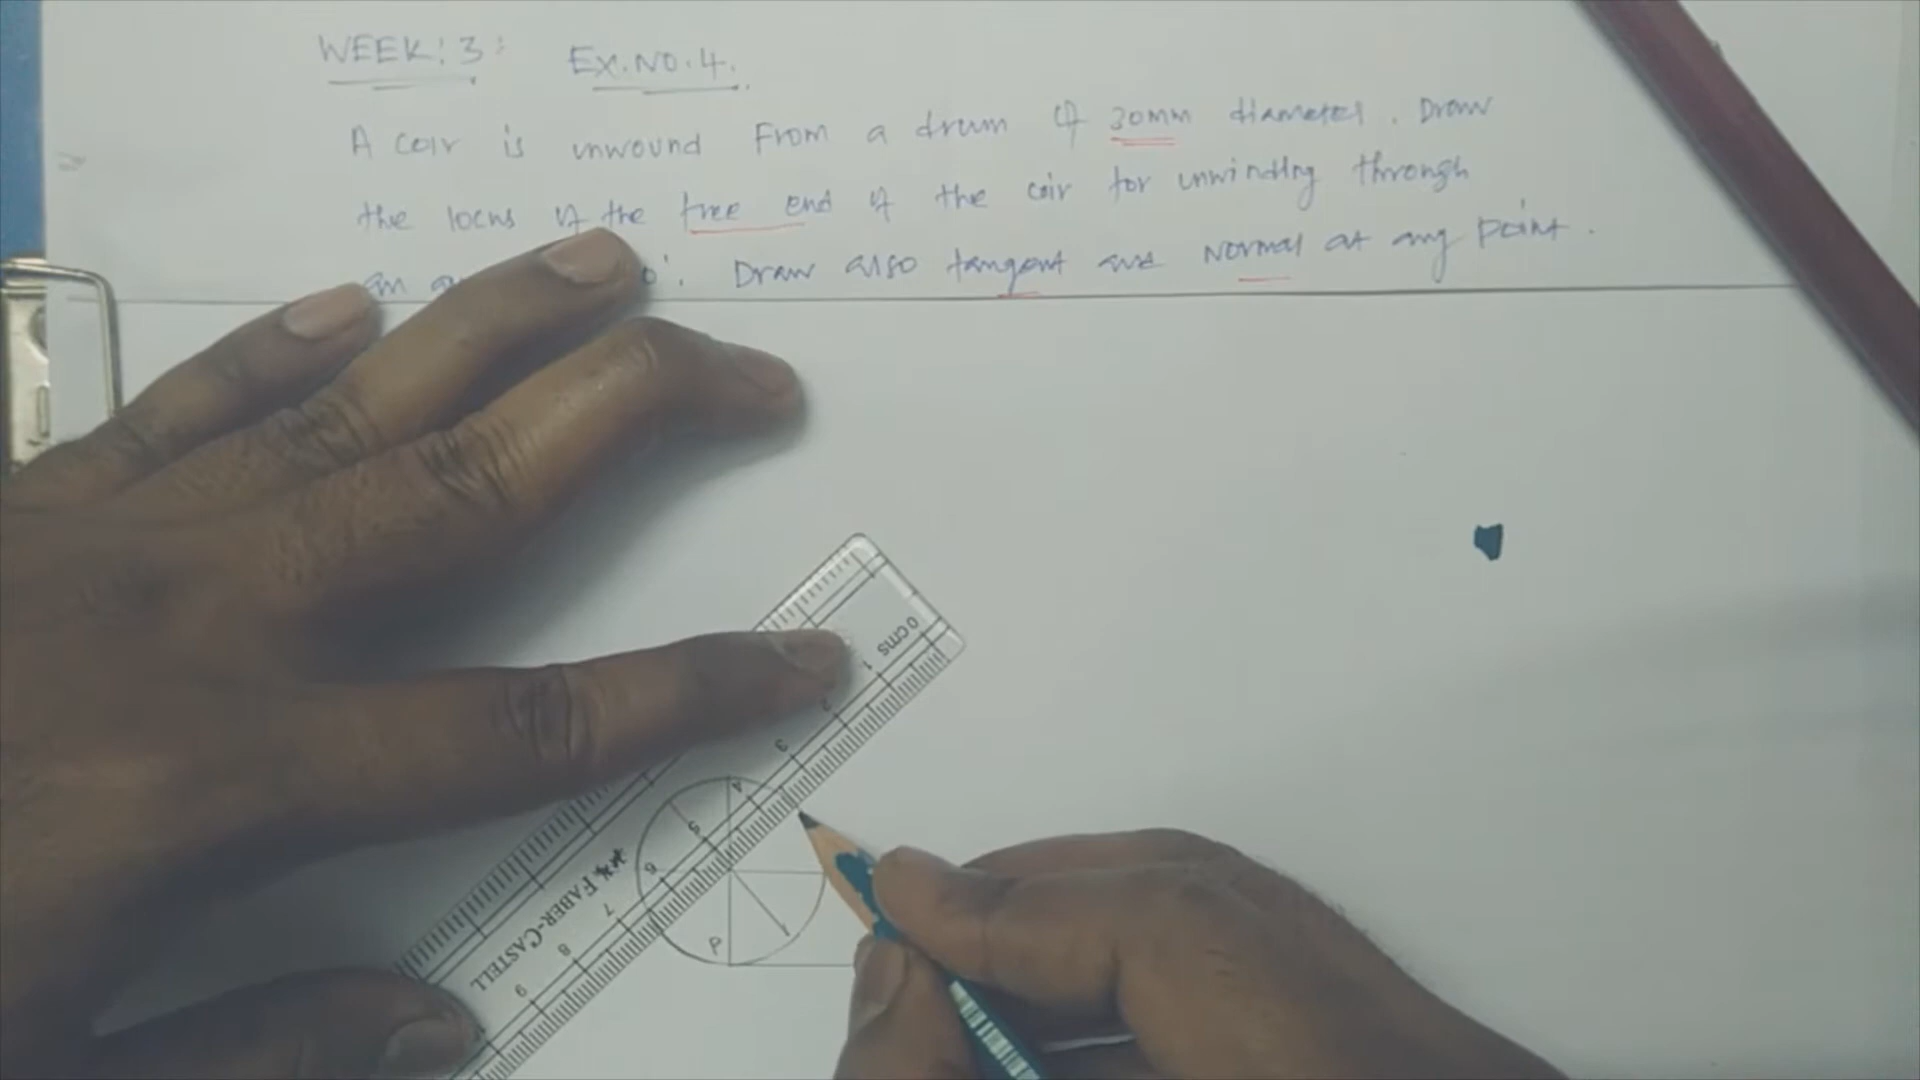 WEEK: 3:
Ex.No.4.
A coir is unwound From a drum of 30mm diameter. Draw
the locus of the free end of the coir for unwinding through
an Draw also tangent and Normal at any point.
0 cms 1 2 3 4 5 6 7 8 9
FABER-CASTELL
P